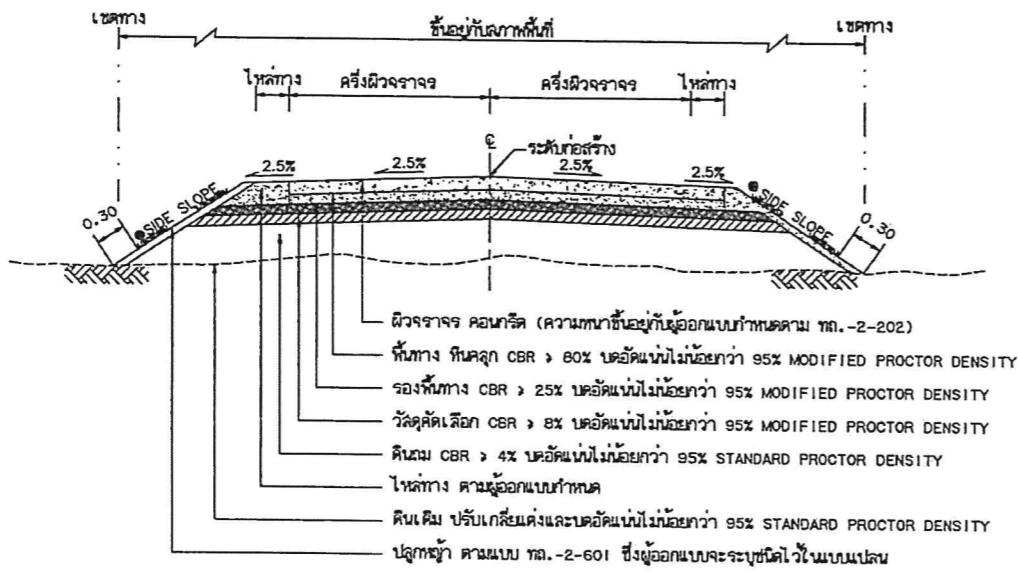 เขตทาง
ขึ้นอยู่กับสภาพพื้นที่
เขตทาง
ไหล่ทาง
ครึ่งผิวจราจร
ครึ่งผิวจราจร
ไหล่ทาง
℄
ระดับก่อสร้าง
2.5%
2.5%
2.5%
2.5%
0.30
SIDE SLOPE
SIDE SLOPE
0.30
ผิวจราจร คอนกรีต (ความหนาขึ้นอยู่กับผู้ออกแบบกำหนดตาม ทถ.-2-202)
พื้นทาง หินคลุก CBR > 80% บดอัดแน่นไม่น้อยกว่า 95% MODIFIED PROCTOR DENSITY
รองพื้นทาง CBR > 25% บดอัดแน่นไม่น้อยกว่า 95% MODIFIED PROCTOR DENSITY
วัสดุคัดเลือก CBR > 8% บดอัดแน่นไม่น้อยกว่า 95% MODIFIED PROCTOR DENSITY
ดินถม CBR > 4% บดอัดแน่นไม่น้อยกว่า 95% STANDARD PROCTOR DENSITY
ไหล่ทาง ตามผู้ออกแบบกำหนด
ดินเดิม ปรับเกลี่ยแต่งและบดอัดแน่นไม่น้อยกว่า 95% STANDARD PROCTOR DENSITY
ปลูกหญ้า ตามแบบ ทถ.-2-601 ซึ่งผู้ออกแบบจะระบุชนิดไว้ในแบบแปลน